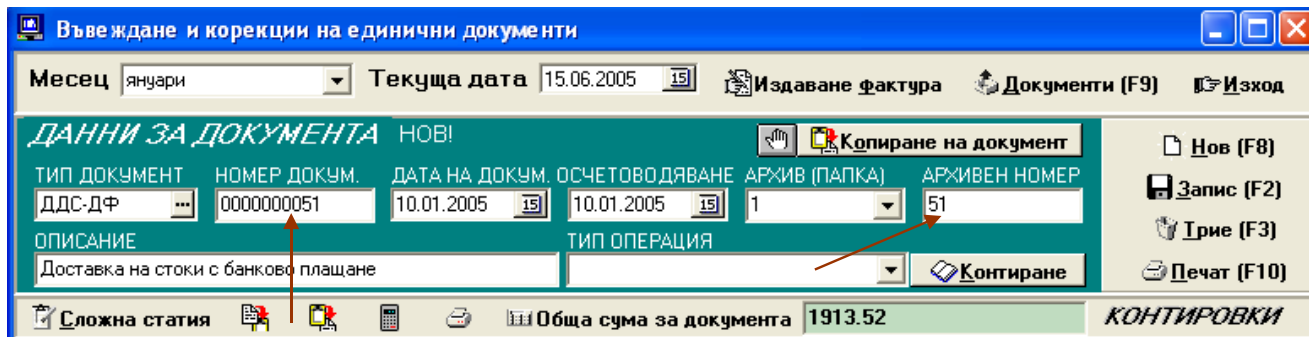 Въвеждане и корекции на единични документи
Месец януари Текуща дата 15.06.2005 15 Издаване фактура Документи (F9) Изход
ДАННИ ЗА ДОКУМЕНТА НОВ! Копиране на документ Нов (F8)
ТИП ДОКУМЕНТ НОМЕР ДОКУМ. ДАТА НА ДОКУМ. ОСЧЕТОВОДЯВАНЕ АРХИВ (ПАПКА) АРХИВЕН НОМЕР
ДДС-ДФ ... 0000000051 10.01.2005 15 10.01.2005 15 1 51 Запис (F2)
ОПИСАНИЕ ТИП ОПЕРАЦИЯ Трие (F3)
Доставка на стоки с банково плащане Контиране Печат (F10)
Сложна статия Обща сума за документа 1913.52 КОНТИРОВКИ